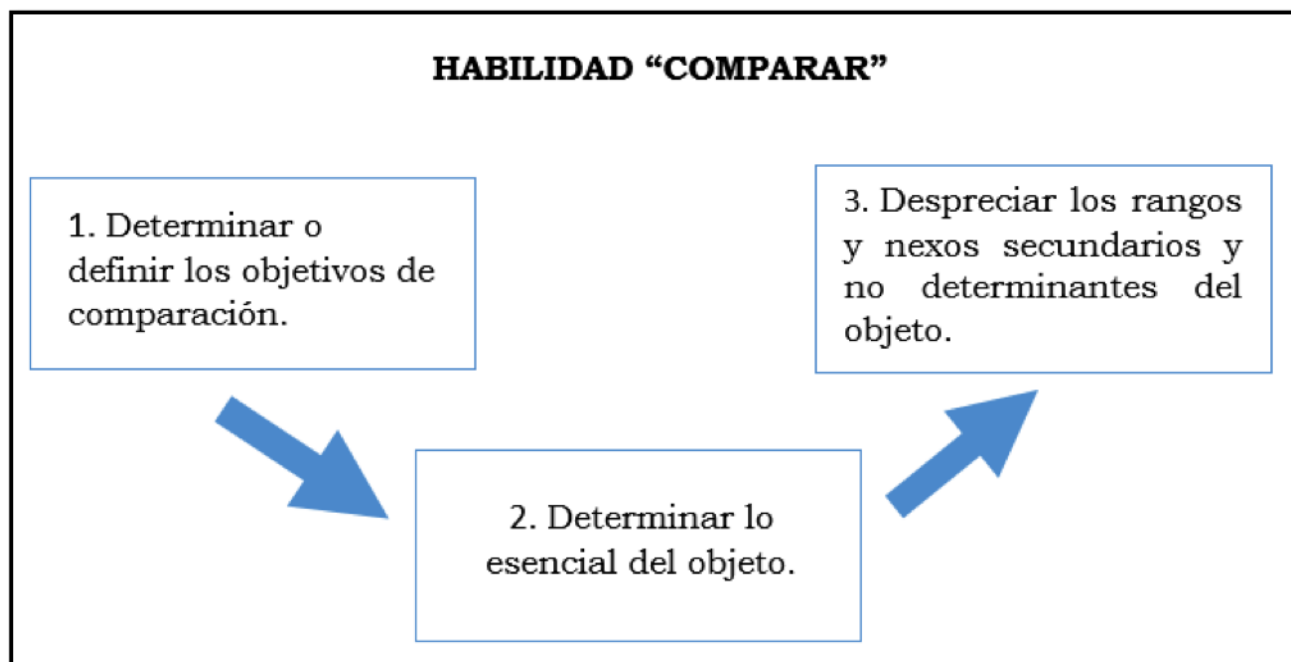 HABILIDAD “COMPARAR”
1. Determinar o
definir los objetivos de
comparación.
2. Determinar lo
esencial del objeto.
3. Despreciar los rangos
y nexos secundarios y
no determinantes del
objeto.